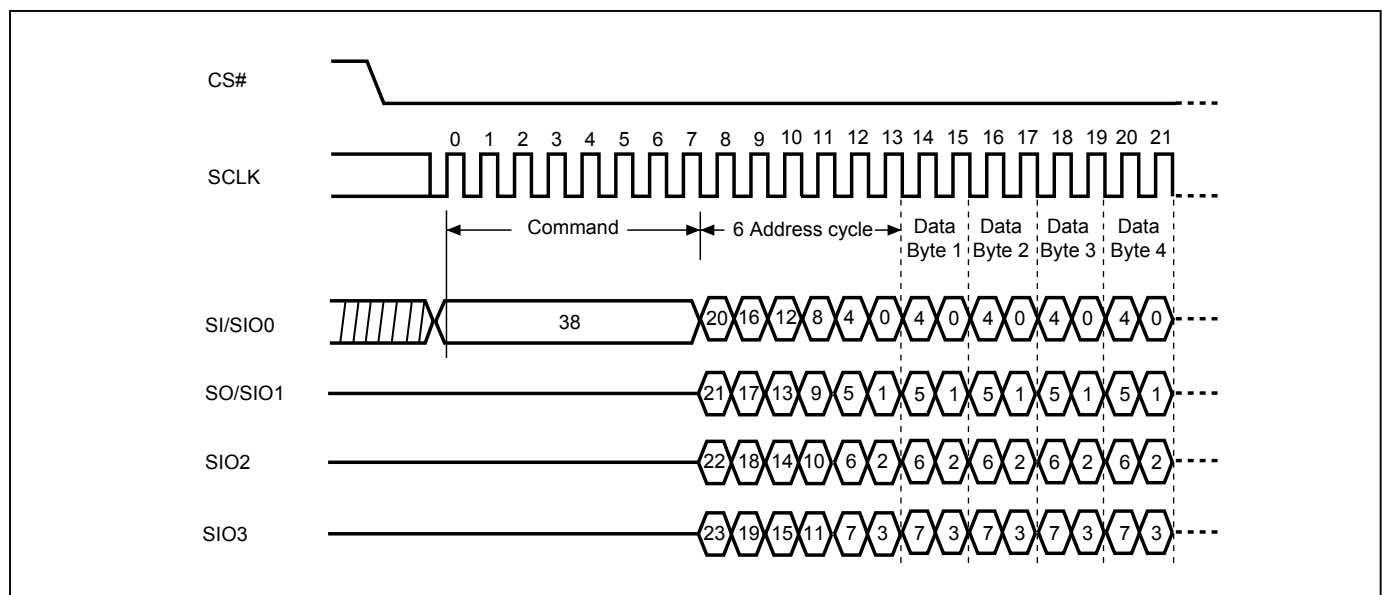 CS#
0 1 2 3 4 5 6 7 8 9 10 11 12 13 14 15 16 17 18 19 20 21
SCLK
Command 6 Address cycle Data Data Data Data
Byte 1 Byte 2 Byte 3 Byte 4
SI/SIO0 38 20 16 12 8 4 0 4 0 4 0 4 0 4 0
SO/SIO1 21 17 13 9 5 1 5 1 5 1 5 1 5 1
SIO2 22 18 14 10 6 2 6 2 6 2 6 2 6 2
SIO3 23 19 15 11 7 3 7 3 7 3 7 3 7 3